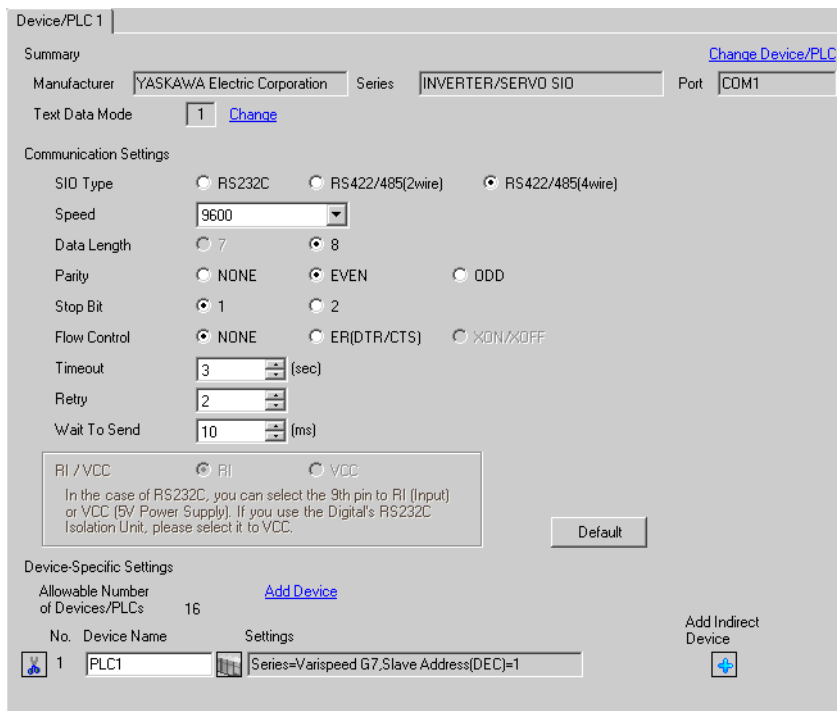 Device/PLC 1
Summary
Change Device/PLC
Manufacturer YASKAWA Electric Corporation Series INVERTER/SERVO SIO Port COM1
Text Data Mode 1 Change
Communication Settings
SIO Type RS232C RS422/485(2wire) RS422/485(4wire)
Speed 9600
Data Length 7 8
Parity NONE EVEN ODD
Stop Bit 1 2
Flow Control NONE ER(DTR/CTS) XON/XOFF
Timeout 3 (sec)
Retry 2
Wait To Send 10 (ms)
RI / VCC RI VCC
In the case of RS232C, you can select the 9th pin to RI (Input)
or VCC (5V Power Supply). If you use the Digital's RS232C
Isolation Unit, please select it to VCC.
Default
Device-Specific Settings
Allowable Number Add Device
of Devices/PLCs 16
Add Indirect
Device
No. Device Name Settings
1 PLC1 Series=Varispeed G7,Slave Address(DEC)=1